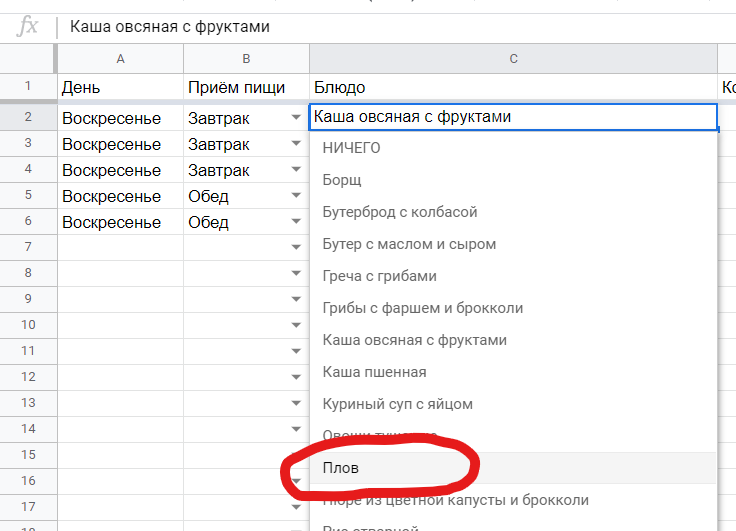 fx Каша овсяная с фруктами
A B C
1 День Приём пищи Блюдо
2 Воскресенье Завтрак Каша овсяная с фруктами
3 Воскресенье Завтрак НИЧЕГО
4 Воскресенье Завтрак Борщ
5 Воскресенье Обед Бутерброд с колбасой
6 Воскресенье Обед Бутер с маслом и сыром
7 Греча с грибами
8
9 Грибы с фаршем и брокколи
10 Каша овсяная с фруктами
11
12 Каша пшенная
13 Куриный суп с яйцом
14
15 Плов
16
17 Пюре из цветной капусты и брокколи